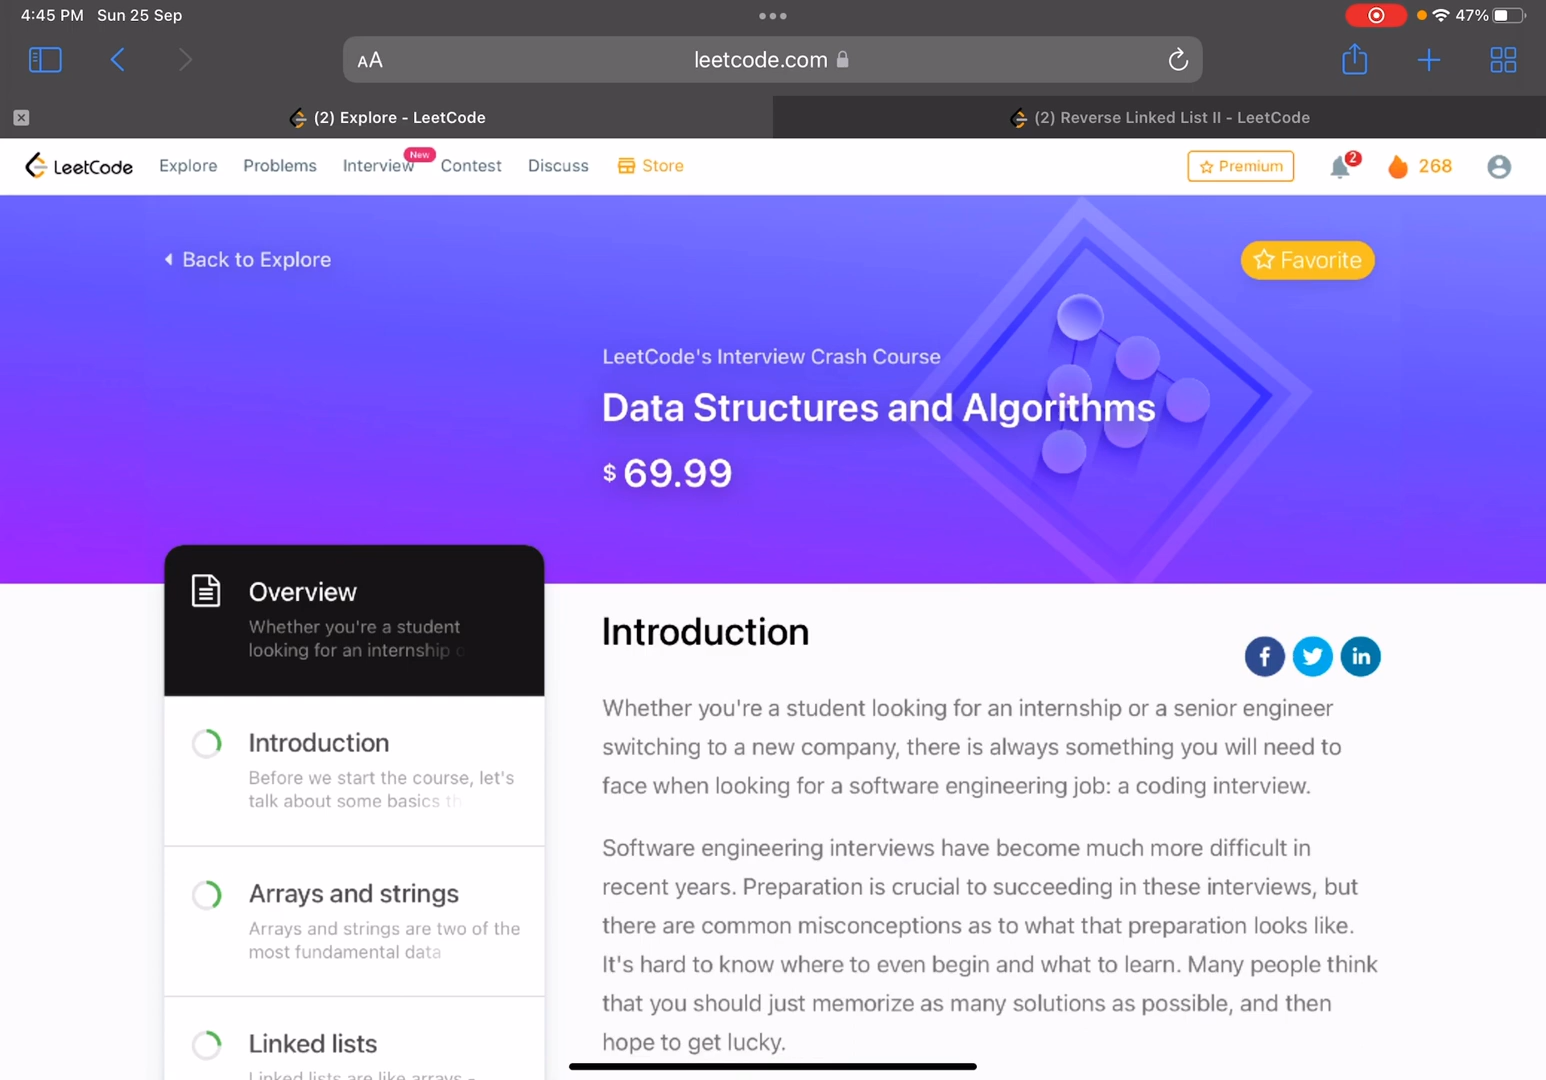 4:45 PM Sun 25 Sep
47%
AA
leetcode.com
(2) Explore - LeetCode
(2) Reverse Linked List II - LeetCode
LeetCode
Explore
Problems
Interview
New
Contest
Discuss
Store
Premium
2
268
Back to Explore
Favorite
LeetCode's Interview Crash Course
Data Structures and Algorithms
$ 69.99
Overview
Whether you're a student
looking for an internship
Introduction
Before we start the course, let's
talk about some basics
Arrays and strings
Arrays and strings are two of the
most fundamental data
Linked lists
Linked lists are like arrays -
Introduction
f
in
Whether you're a student looking for an internship or a senior engineer
switching to a new company, there is always something you will need to
face when looking for a software engineering job: a coding interview.
Software engineering interviews have become much more difficult in
recent years. Preparation is crucial to succeeding in these interviews, but
there are common misconceptions as to what that preparation looks like.
It's hard to know where to even begin and what to learn. Many people think
that you should just memorize as many solutions as possible, and then
hope to get lucky.